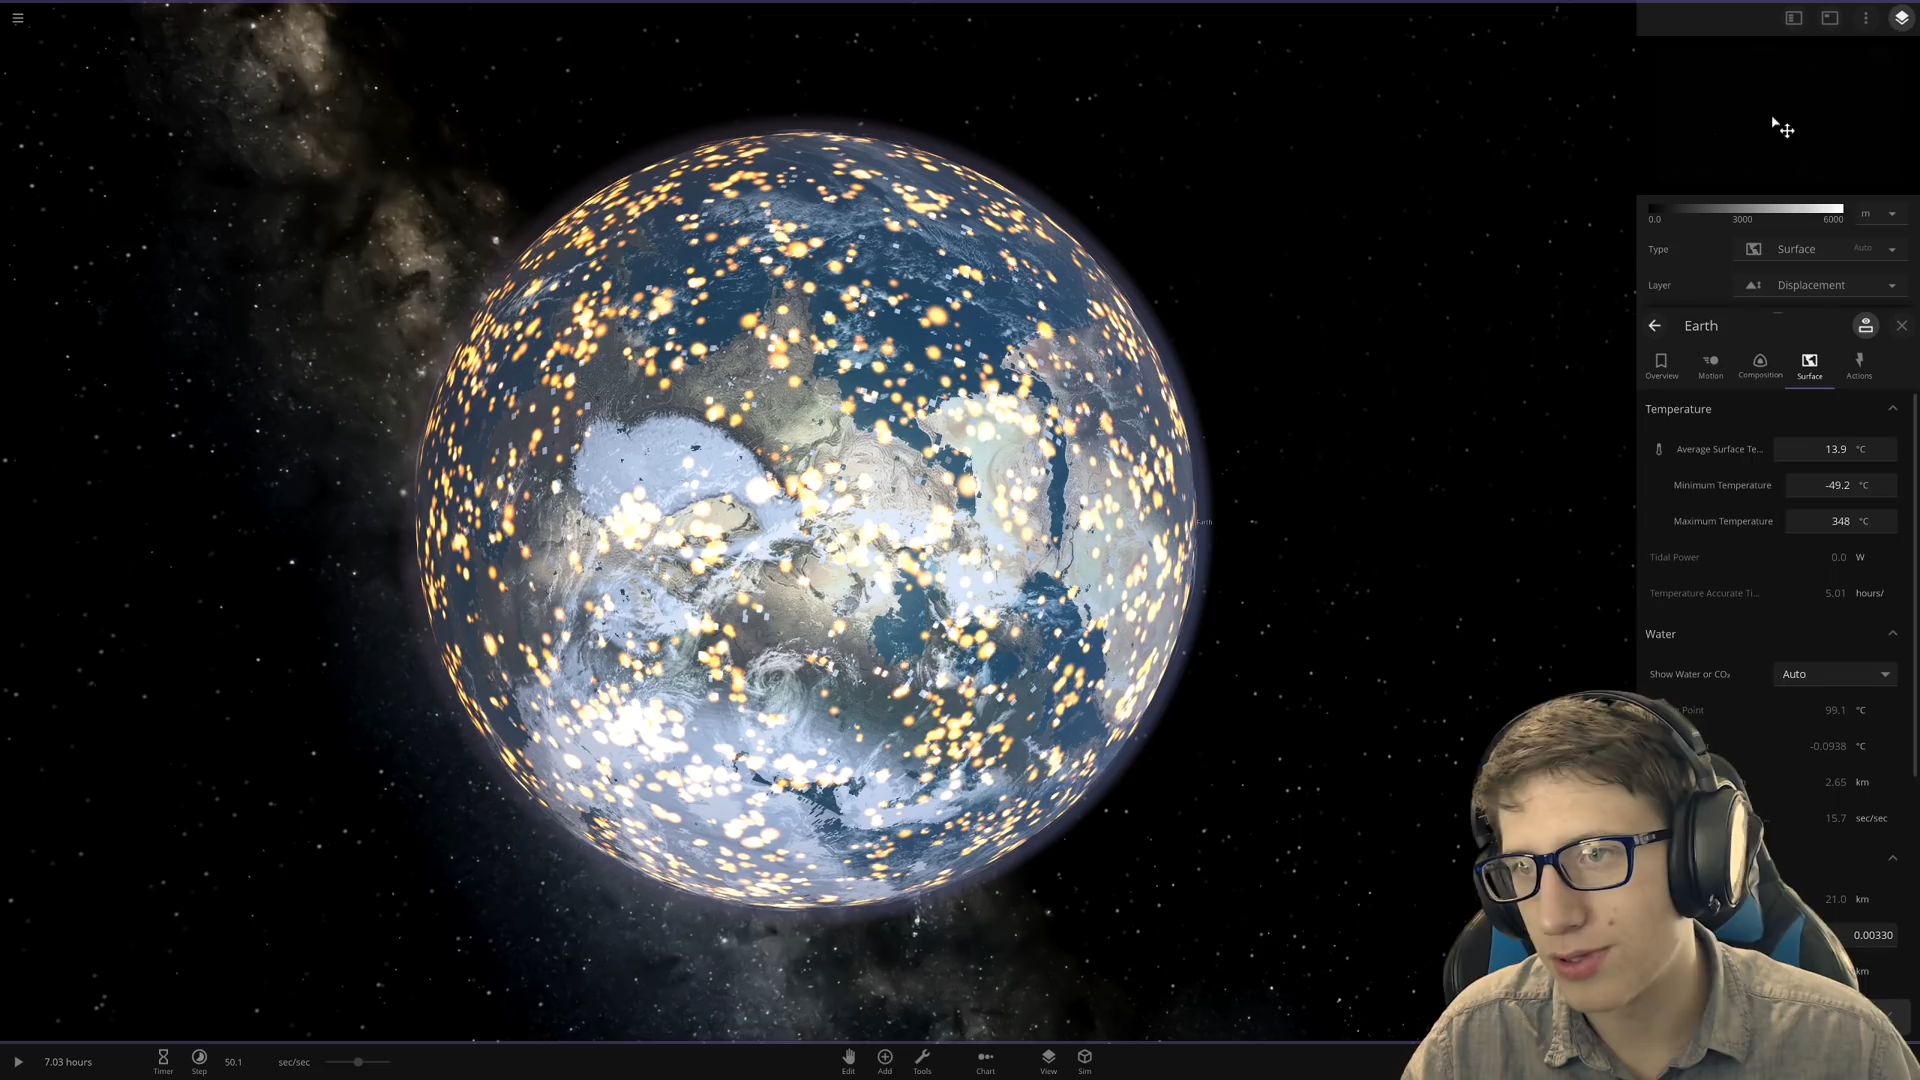 0.0 3000 6000 m
Type Surface Auto
Layer Displacement
Earth
Overview Motion Composition Surface Actions
Temperature
Average Surface Te... 13.9 °C
Minimum Temperature -49.2 °C
Earth
Maximum Temperature 348 °C
Tidal Power 0.0 W
Temperature Accurate Ti... 5.01 hours/
Water
Show Water or CO₂ Auto
Point 99.1 °C
-0.0938 °C
2.65 km
15.7 sec/sec
21.0 km
0.00330
km
7.03 hours Timer Step 50.1 sec/sec Edit Add Tools Chart View Sim